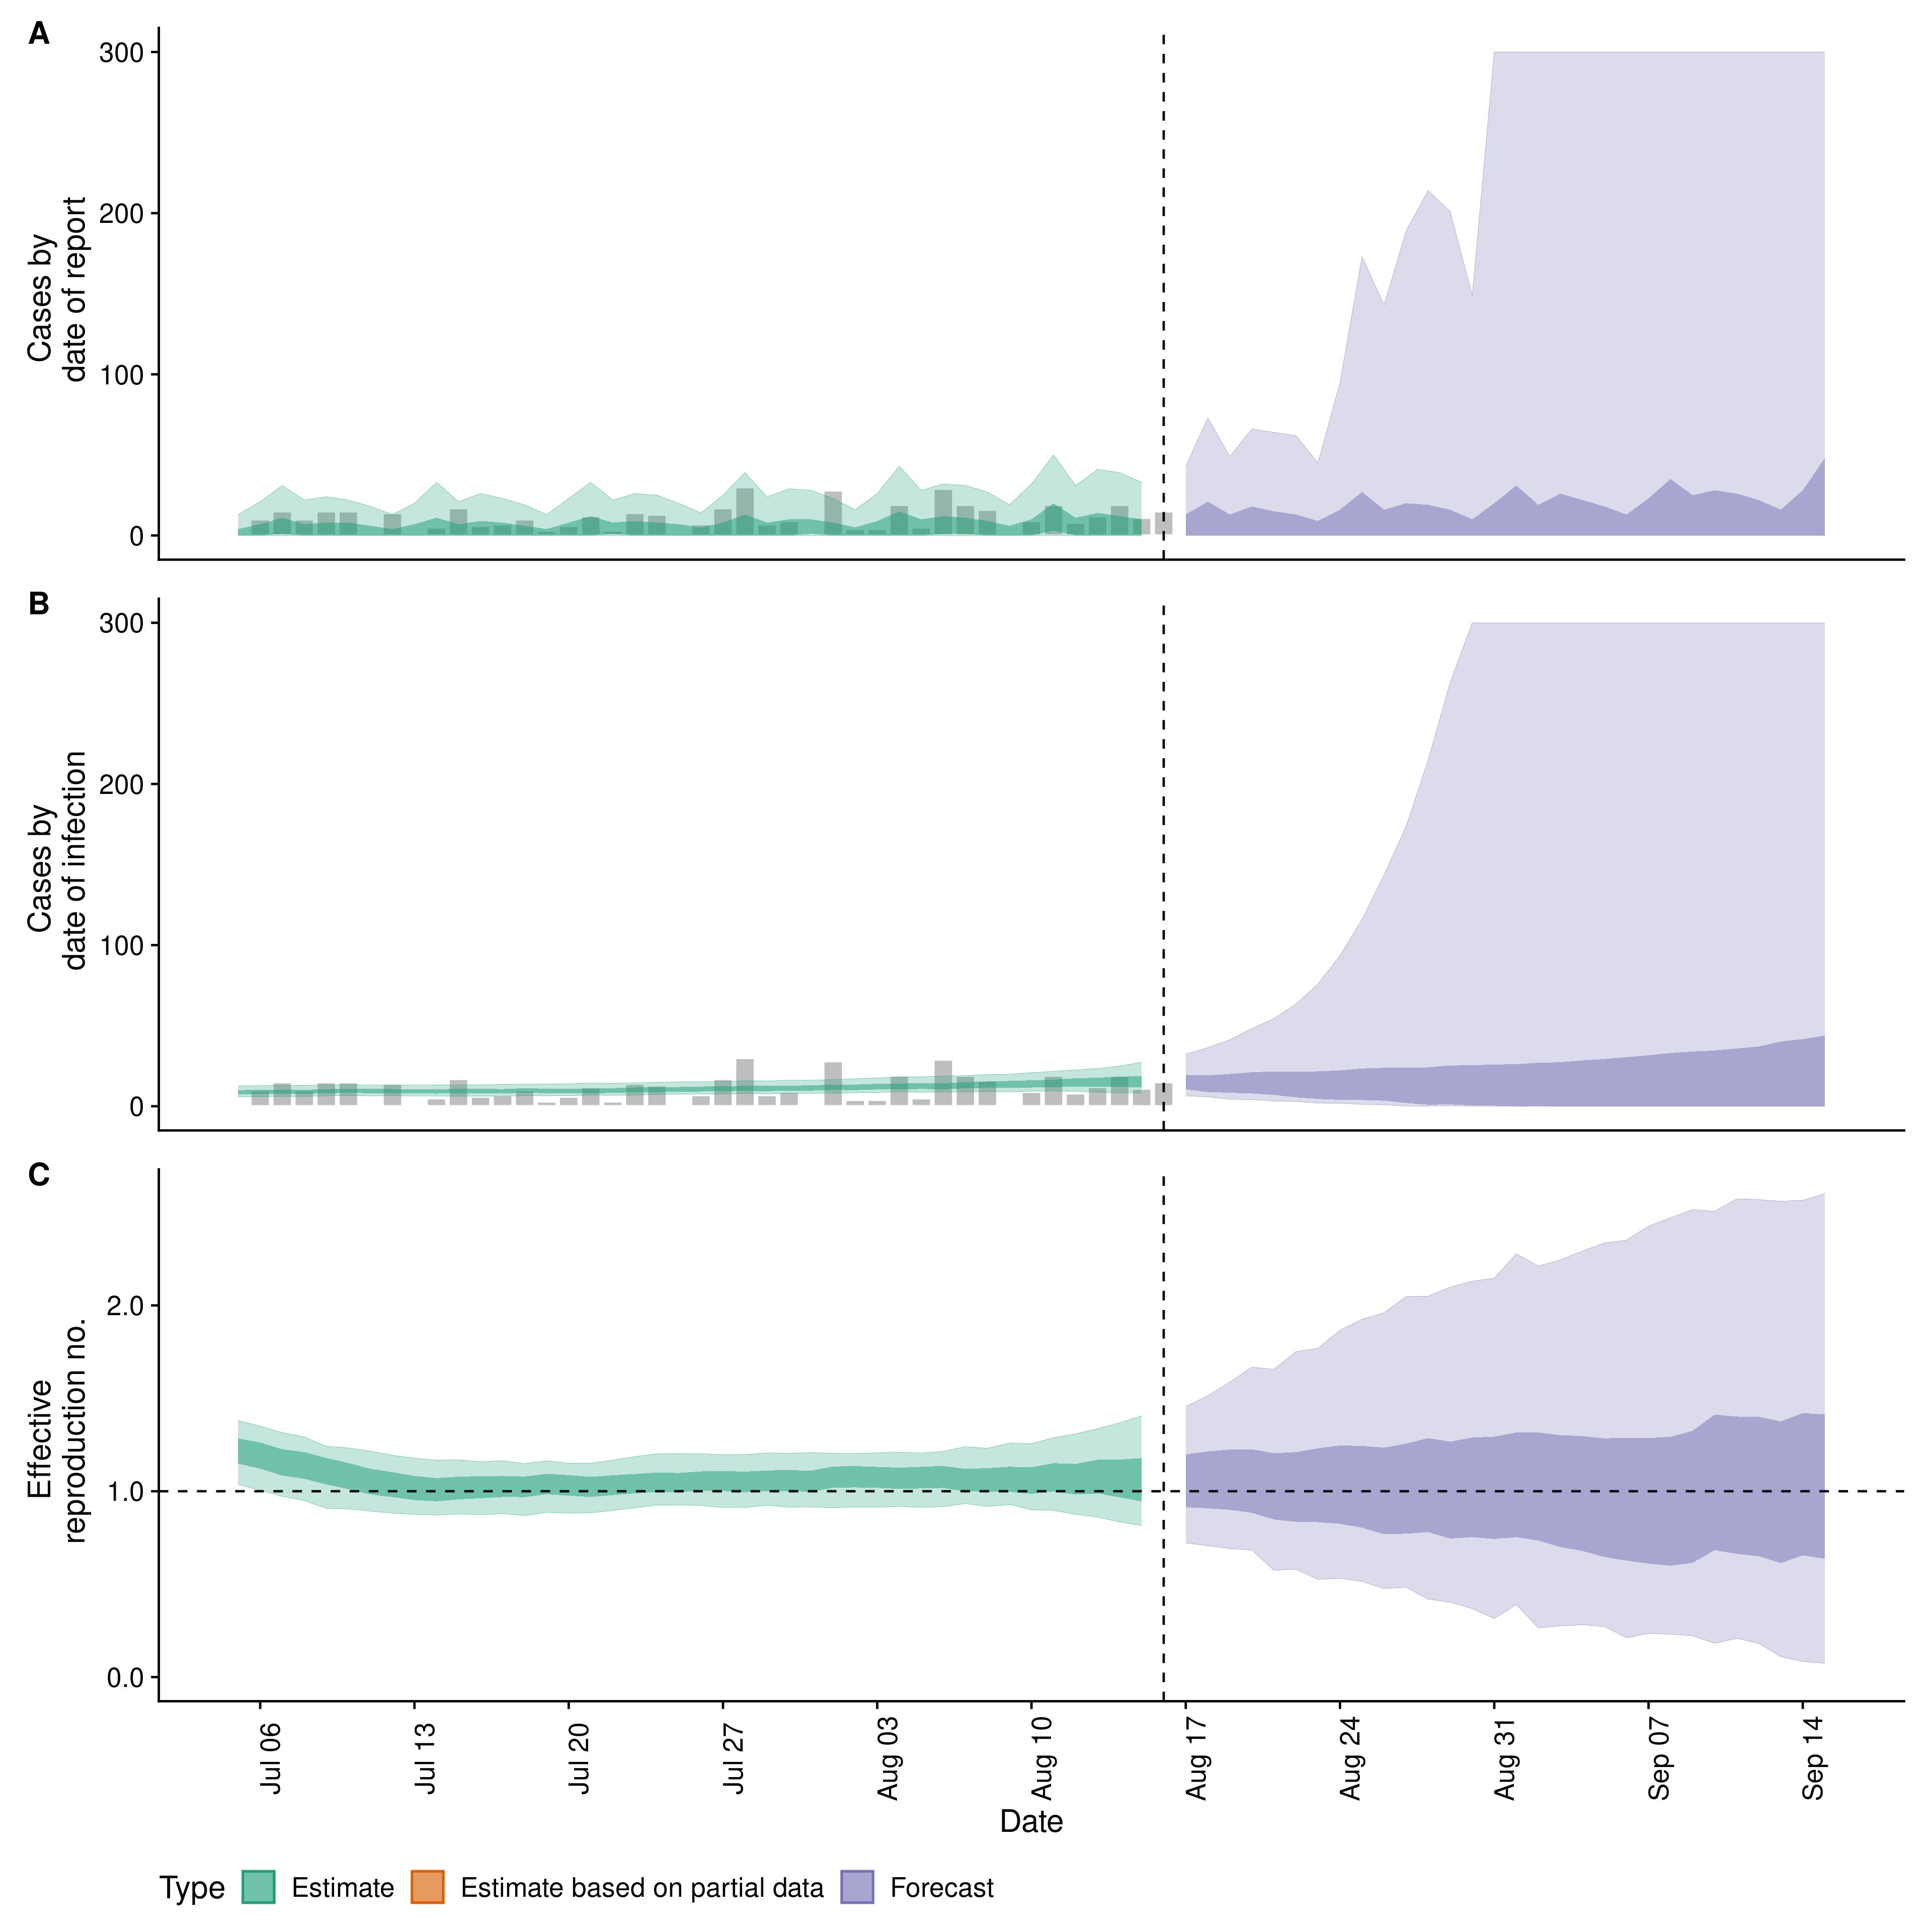 A
300
200
100
0
Cases by
date of report
B
300
200
100
0
Cases by
date of infection
C
2.0
1.0
0.0
Effective
reproduction no.
Jul 06
Jul 13
Jul 20
Jul 27
Aug 03
Aug 10
Aug 17
Aug 24
Aug 31
Sep 07
Sep 14
Date
Type Estimate Estimate based on partial data Forecast